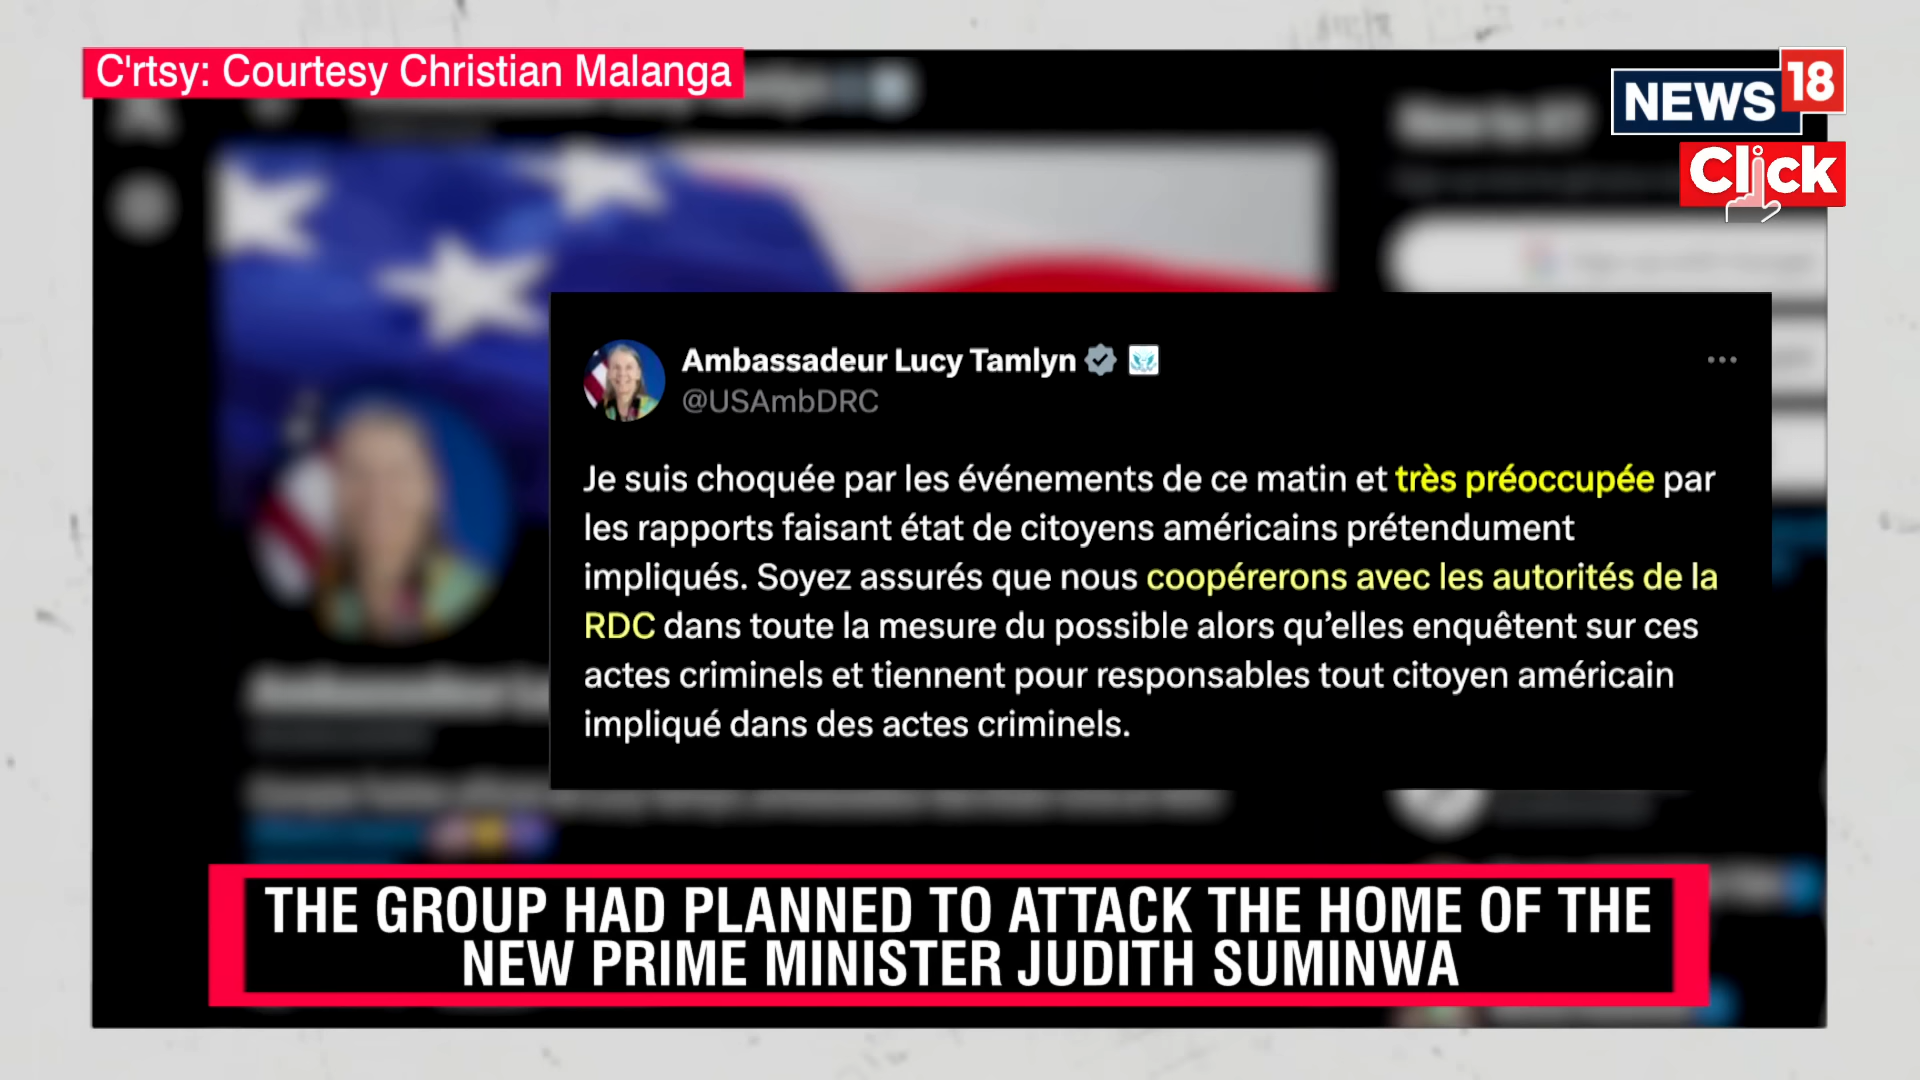 C'rtsy: Courtesy Christian Malanga
NEWS 18
Click
Ambassadeur Lucy Tamlyn
@USAmbDRC
Je suis choquée par les événements de ce matin et très préoccupée par
les rapports faisant état de citoyens américains prétendument
impliqués. Soyez assurés que nous coopérerons avec les autorités de la
RDC dans toute la mesure du possible alors qu’elles enquêtent sur ces
actes criminels et tiennent pour responsables tout citoyen américain
impliqué dans des actes criminels.
THE GROUP HAD PLANNED TO ATTACK THE HOME OF THE
NEW PRIME MINISTER JUDITH SUMINWA